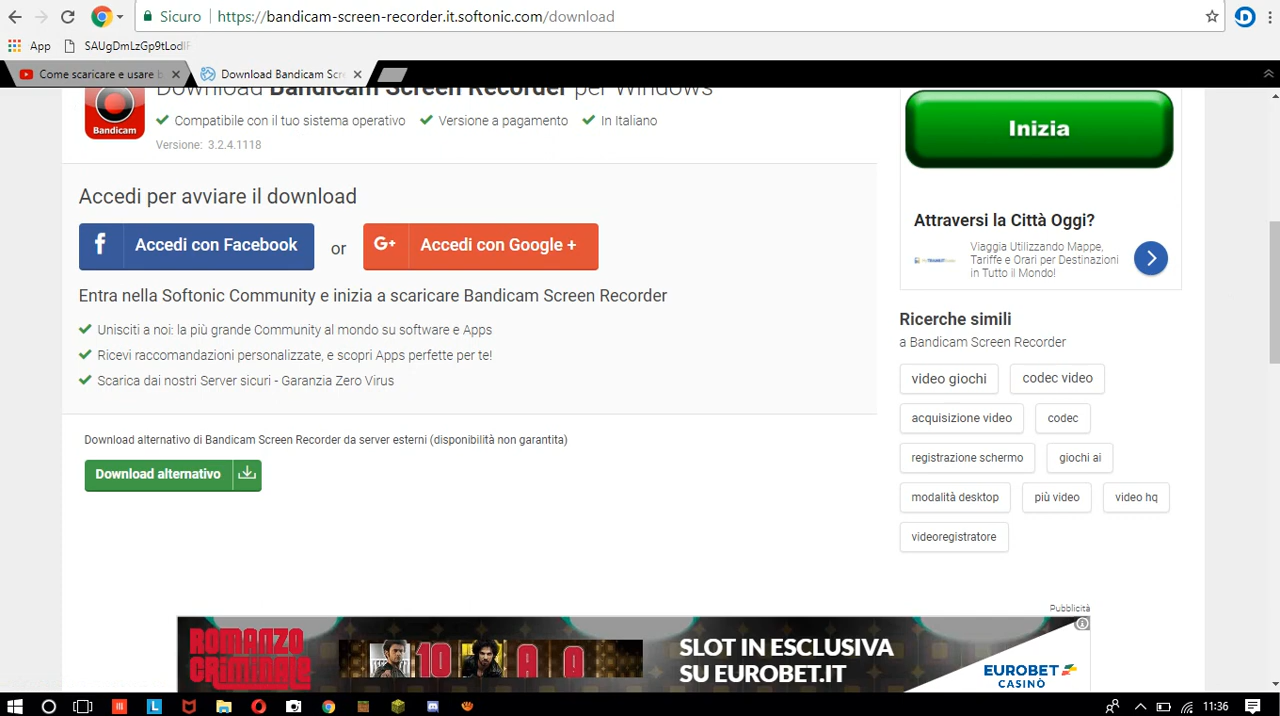 Sicuro https://bandicam-screen-recorder.it.softonic.com/download
App SAUgDmLzGp9tLodIF
Come scaricare e usare b
Download Bandicam Scre
Download Bandicam Screen Recorder per Windows
Compatibile con il tuo sistema operativo Versione a pagamento In Italiano
Versione: 3.2.4.1118
Bandicam
Accedi per avviare il download
Accedi con Facebook or G+ Accedi con Google +
Entra nella Softonic Community e inizia a scaricare Bandicam Screen Recorder
Unisciti a noi: la più grande Community al mondo su software e Apps
Ricevi raccomandazioni personalizzate, e scopri Apps perfette per te!
Scarica dai nostri Server sicuri - Garanzia Zero Virus
Download alternativo di Bandicam Screen Recorder da server esterni (disponibilità non garantita)
Download alternativo
Inizia
Attraversi la Città Oggi?
Viaggia Utilizzando Mappe,
Tariffe e Orari per Destinazioni
in Tutto il Mondo!
Ricerche simili
a Bandicam Screen Recorder
video giochi codec video
acquisizione video codec
registrazione schermo giochi ai
modalità desktop più video video hq
videoregistratore
Pubblicità
ROMANZO
CRIMINALE
10 A Q
SLOT IN ESCLUSIVA
SU EUROBET.IT
EUROBET
CASINÒ
11:36